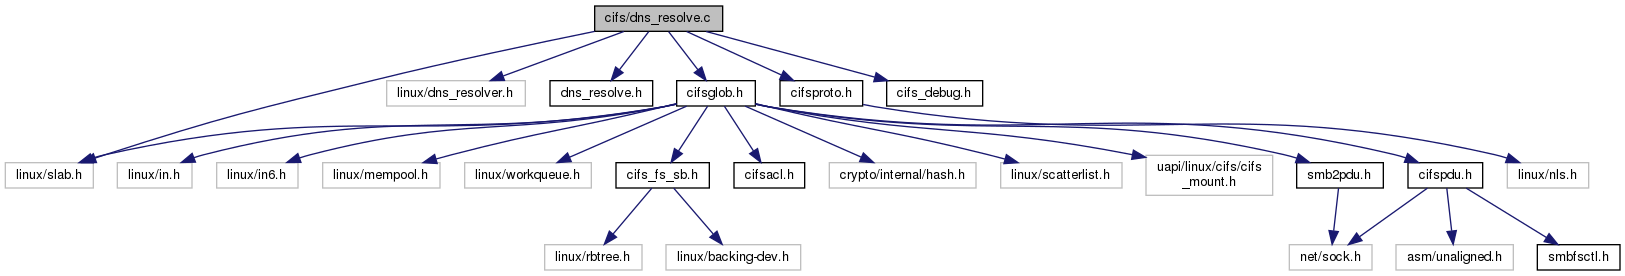 cifs/dns_resolve.c
linux/dns_resolver.h
dns_resolve.h
cifsglob.h
cifsproto.h
cifs_debug.h
linux/slab.h
linux/in.h
linux/in6.h
linux/mempool.h
linux/workqueue.h
cifs_fs_sb.h
cifsacl.h
crypto/internal/hash.h
linux/scatterlist.h
uapi/linux/cifs/cifs
_mount.h
smb2pdu.h
cifspdu.h
linux/nls.h
linux/rbtree.h
linux/backing-dev.h
net/sock.h
asm/unaligned.h
smbfsctl.h